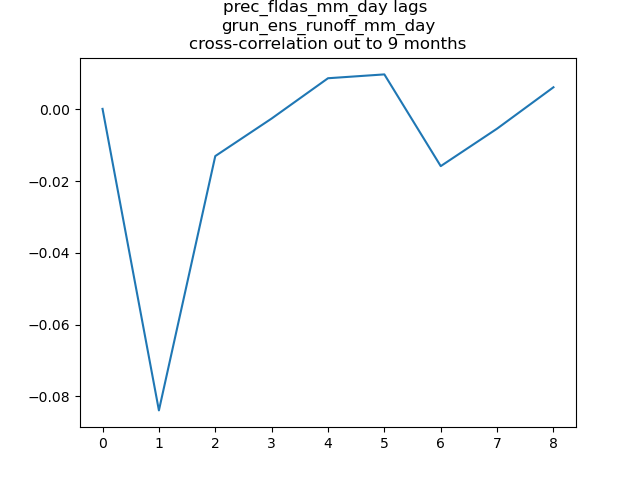 prec_fldas_mm_day lags
grun_ens_runoff_mm_day
cross-correlation out to 9 months
0.00
−0.02
−0.04
−0.06
−0.08
0 1 2 3 4 5 6 7 8